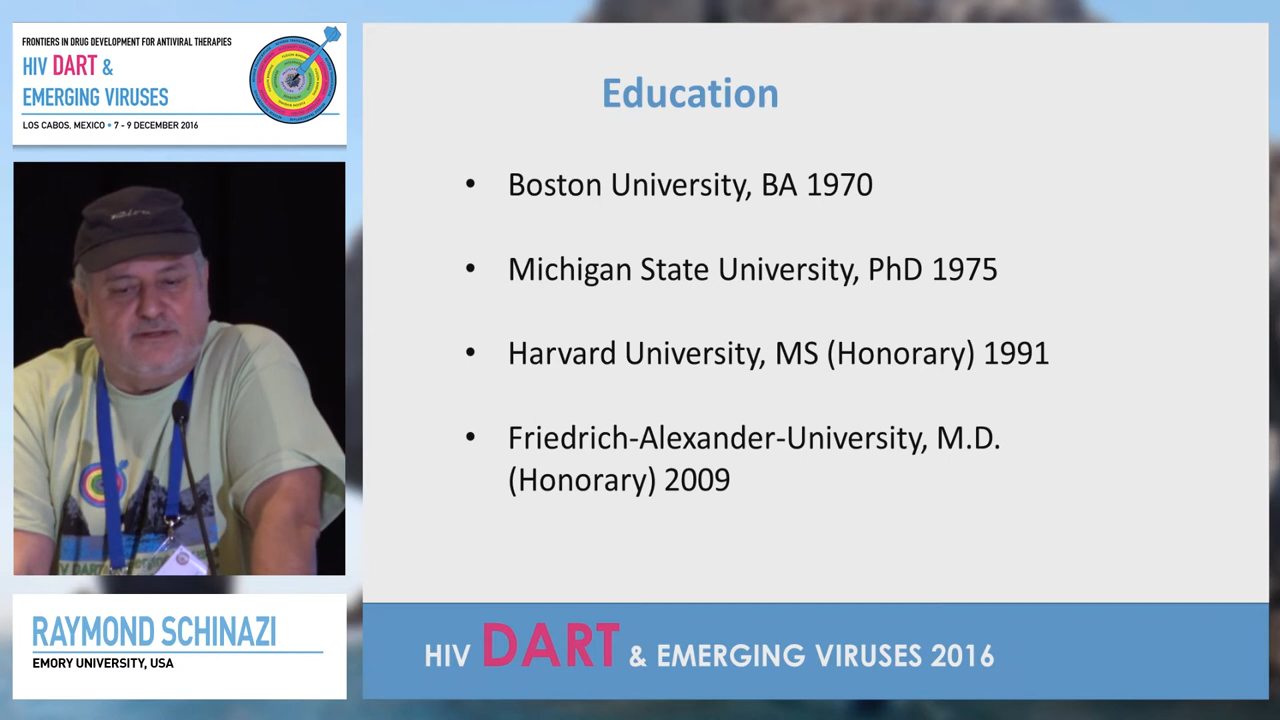 FRONTIERS IN DRUG DEVELOPMENT FOR ANTIVIRAL THERAPIES
HIV DART &
EMERGING VIRUSES
LOS CABOS, MEXICO • 7 - 9 DECEMBER 2016
RAYMOND SCHINAZI
EMORY UNIVERSITY, USA
Education
• Boston University, BA 1970
• Michigan State University, PhD 1975
• Harvard University, MS (Honorary) 1991
• Friedrich-Alexander-University, M.D.
(Honorary) 2009
HIV DART & EMERGING VIRUSES 2016